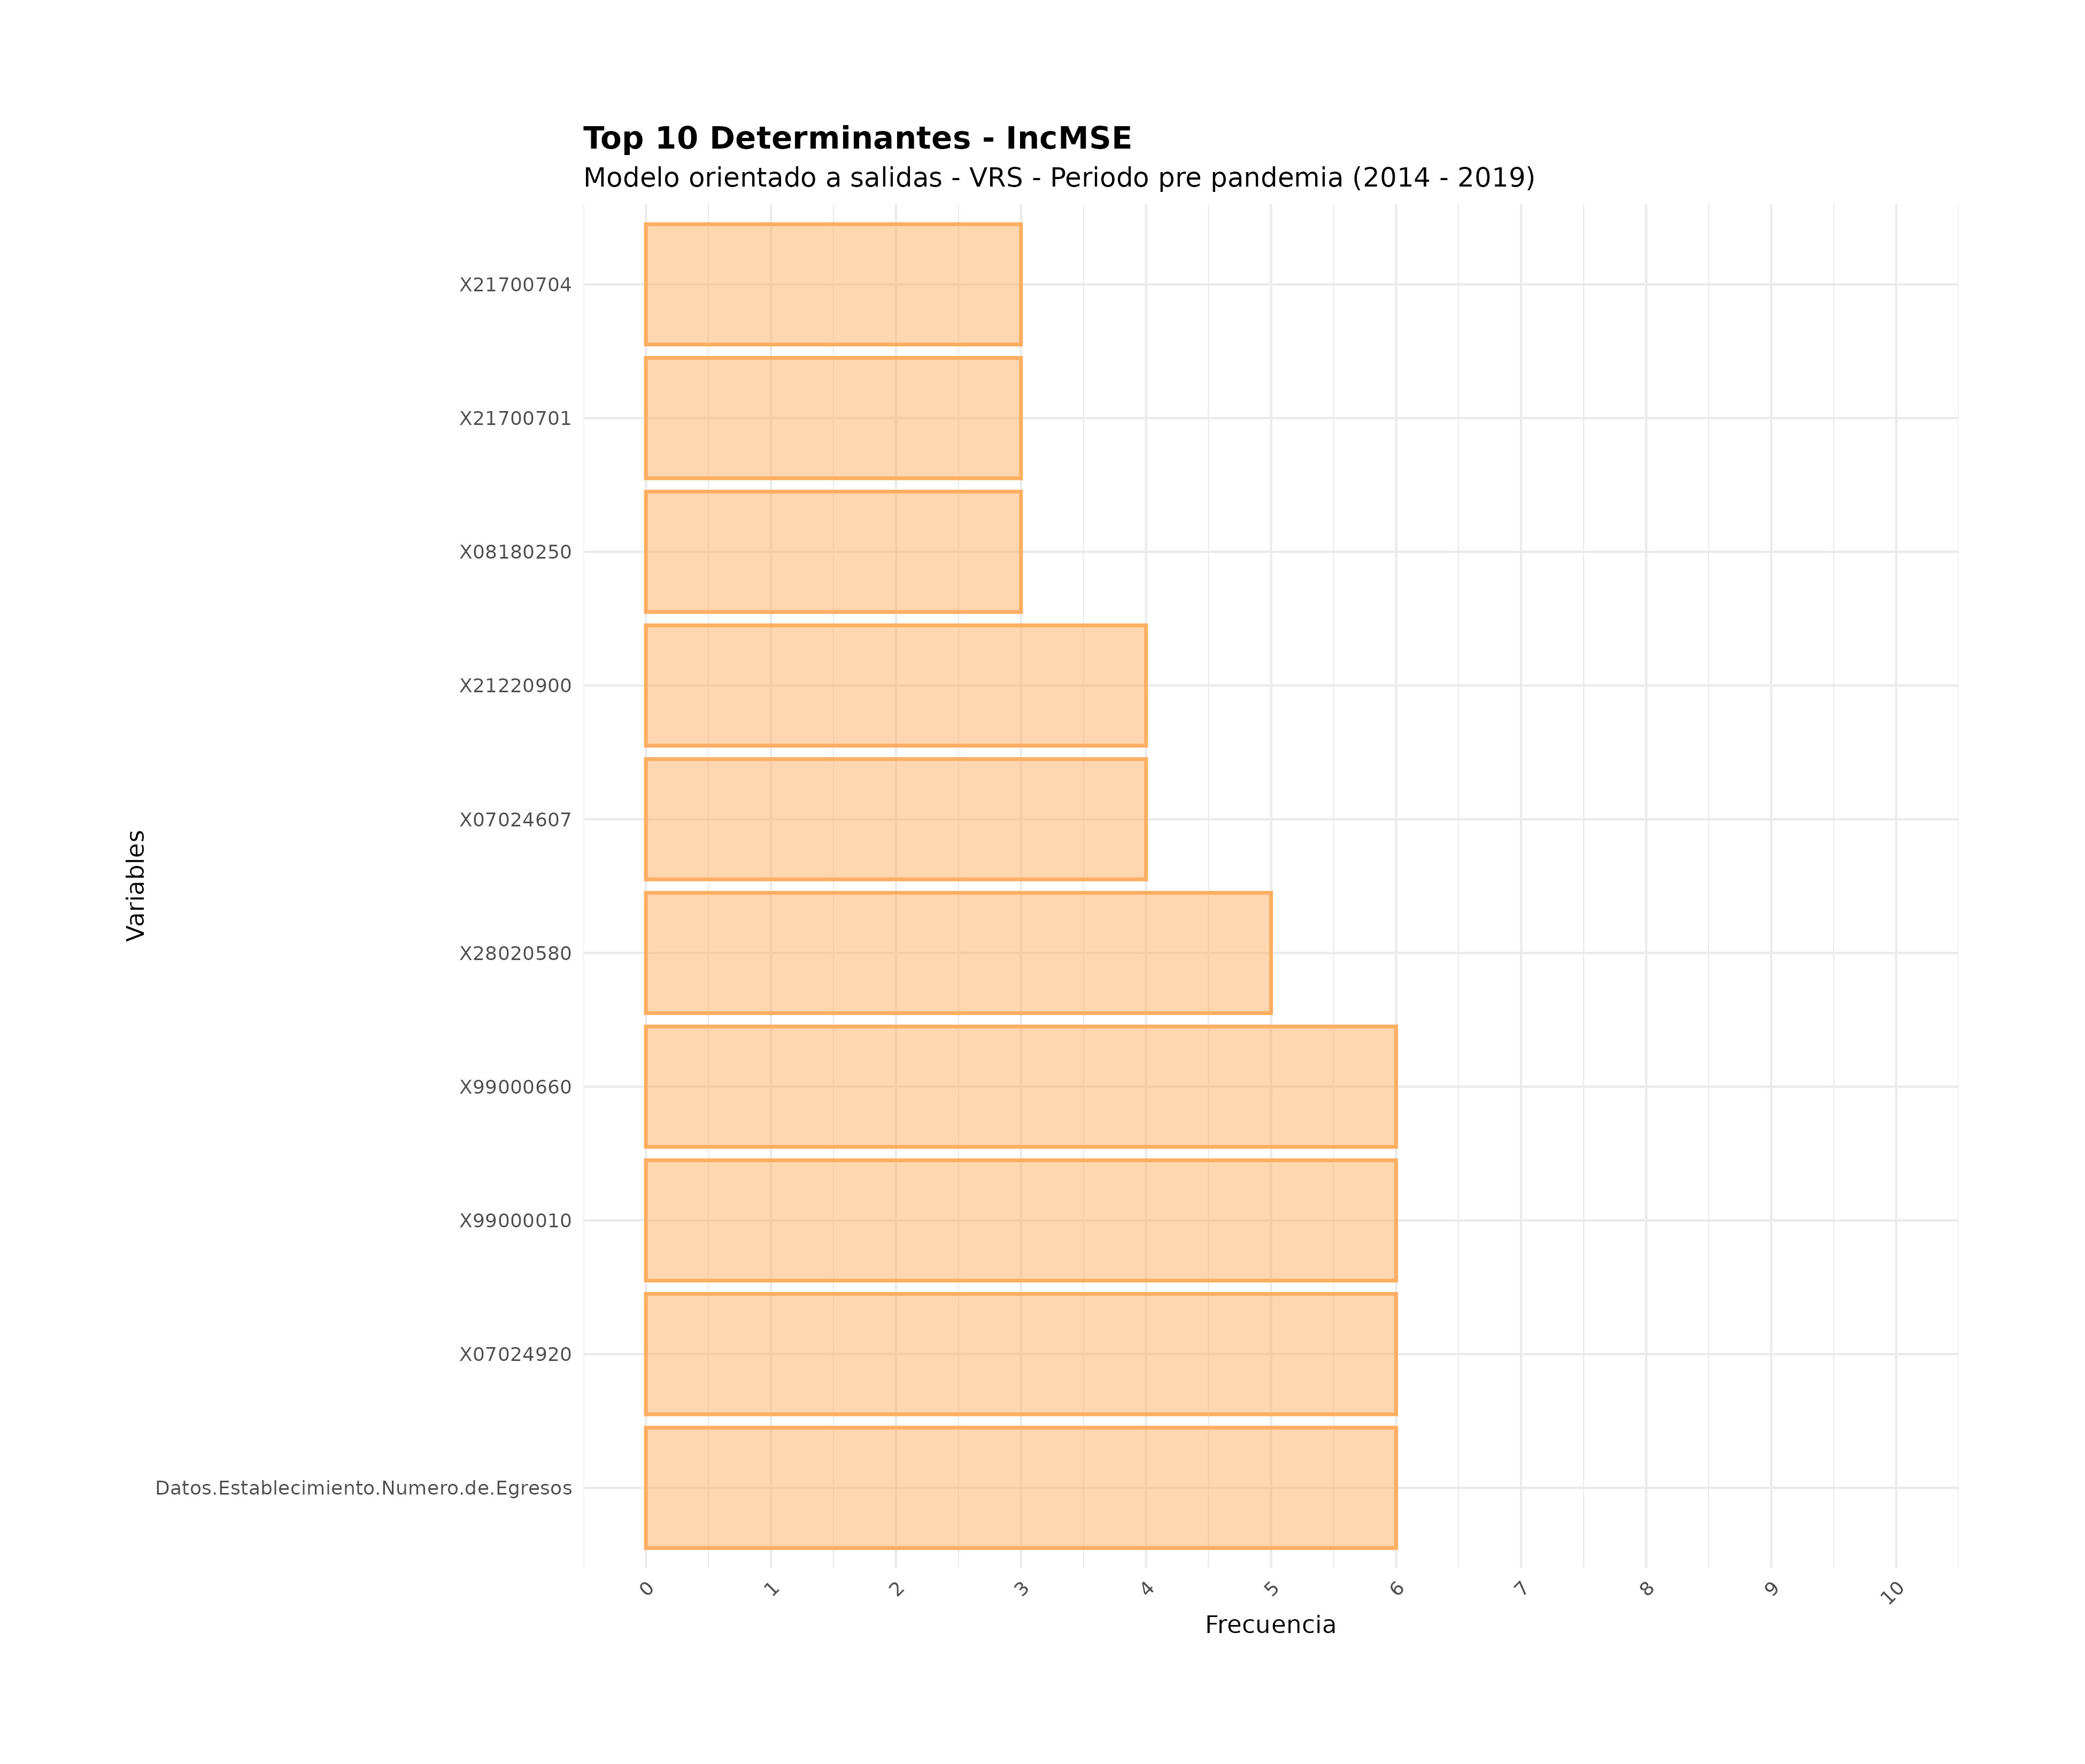 Top 10 Determinantes - IncMSE
Modelo orientado a salidas - VRS - Periodo pre pandemia (2014 - 2019)
Variables
X21700704
X21700701
X08180250
X21220900
X07024607
X28020580
X99000660
X99000010
X07024920
Datos.Establecimiento.Numero.de.Egresos
0 1 2 3 4 5 6 7 8 9 10
Frecuencia